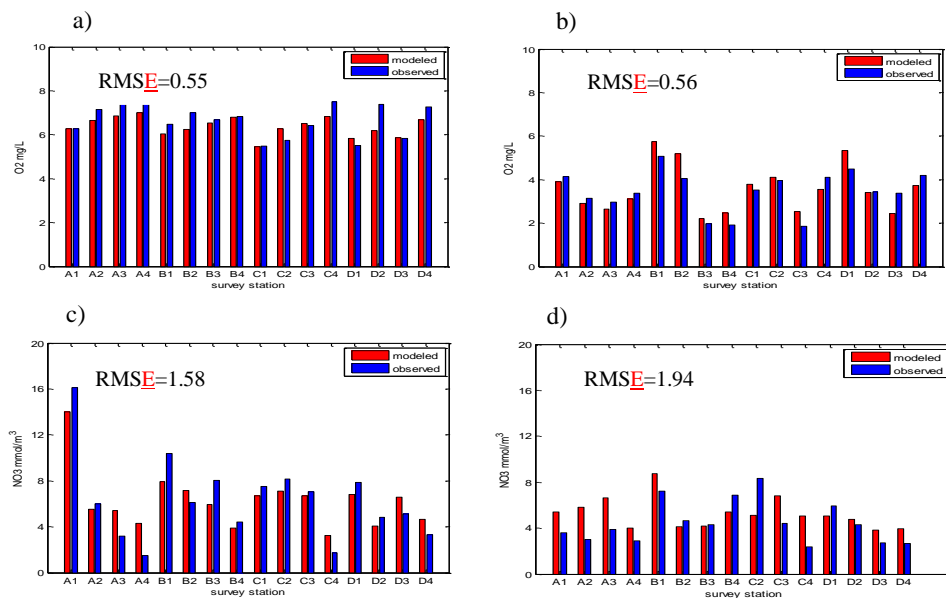 a)
10
8
6
4
2
0
O2 mg/L
RMSE=0.55
modeled
observed
A1 A2 A3 A4 B1 B2 B3 B4 C1 C2 C3 C4 D1 D2 D3 D4
survey station
b)
10
8
6
4
2
0
O2 mg/L
RMSE=0.56
modeled
observed
A1 A2 A3 A4 B1 B2 B3 B4 C1 C2 C3 C4 D1 D2 D3 D4
survey station
c)
20
16
12
8
4
0
NO3 mmol/m³
RMSE=1.58
modeled
observed
A1 A2 A3 A4 B1 B2 B3 B4 C1 C2 C3 C4 D1 D2 D3 D4
survey station
d)
20
16
12
8
4
0
NO3 mmol/m³
RMSE=1.94
modeled
observed
A1 A2 A3 A4 B1 B2 B3 B4 C2 C3 C4 D1 D2 D3 D4
survey station